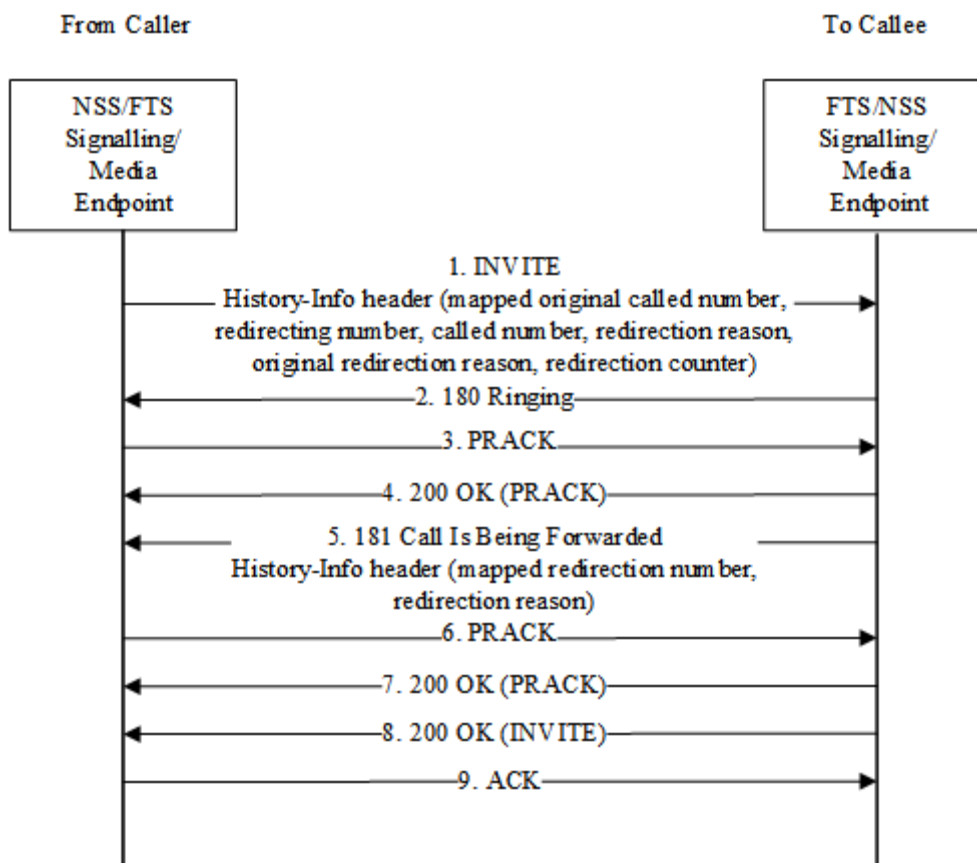 From Caller
To Callee
NSS/FTS
Signalling/
Media
Endpoint
FTS/NSS
Signalling/
Media
Endpoint
1. INVITE
History-Info header (mapped original called number,
redirecting number, called number, redirection reason,
original redirection reason, redirection counter)
2. 180 Ringing
3. PRACK
4. 200 OK (PRACK)
5. 181 Call Is Being Forwarded
History-Info header (mapped redirection number,
redirection reason)
6. PRACK
7. 200 OK (PRACK)
8. 200 OK (INVITE)
9. ACK